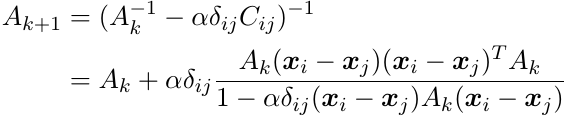 $A_{k+1} = (A_k^{-1} - \alpha\delta_{ij}C_{ij})^{-1}$
$= A_k + \alpha\delta_{ij}\frac{A_k(\boldsymbol{x}_i - \boldsymbol{x}_j)(\boldsymbol{x}_i - \boldsymbol{x}_j)^T A_k}{1 - \alpha\delta_{ij}(\boldsymbol{x}_i - \boldsymbol{x}_j)A_k(\boldsymbol{x}_i - \boldsymbol{x}_j)}$